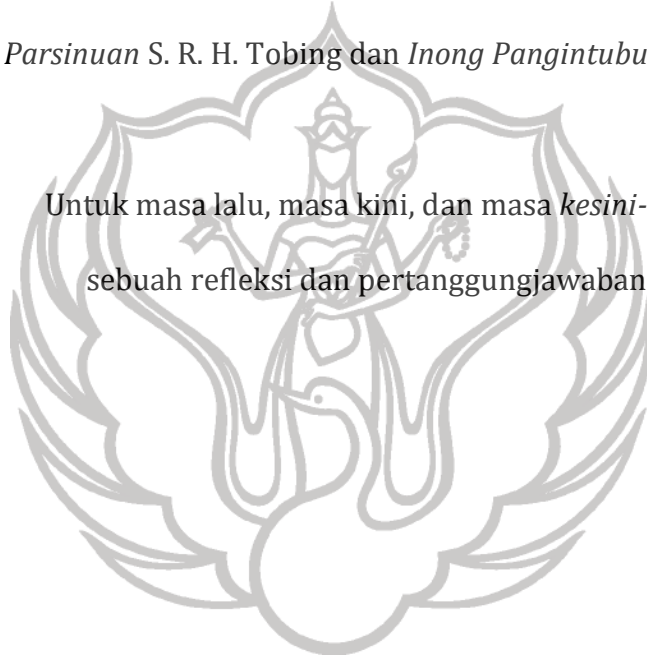 Parsinuan S. R. H. Tobing dan Inong Pangintubu
Untuk masa lalu, masa kini, dan masa kesini-
sebuah refleksi dan pertanggungjawaban